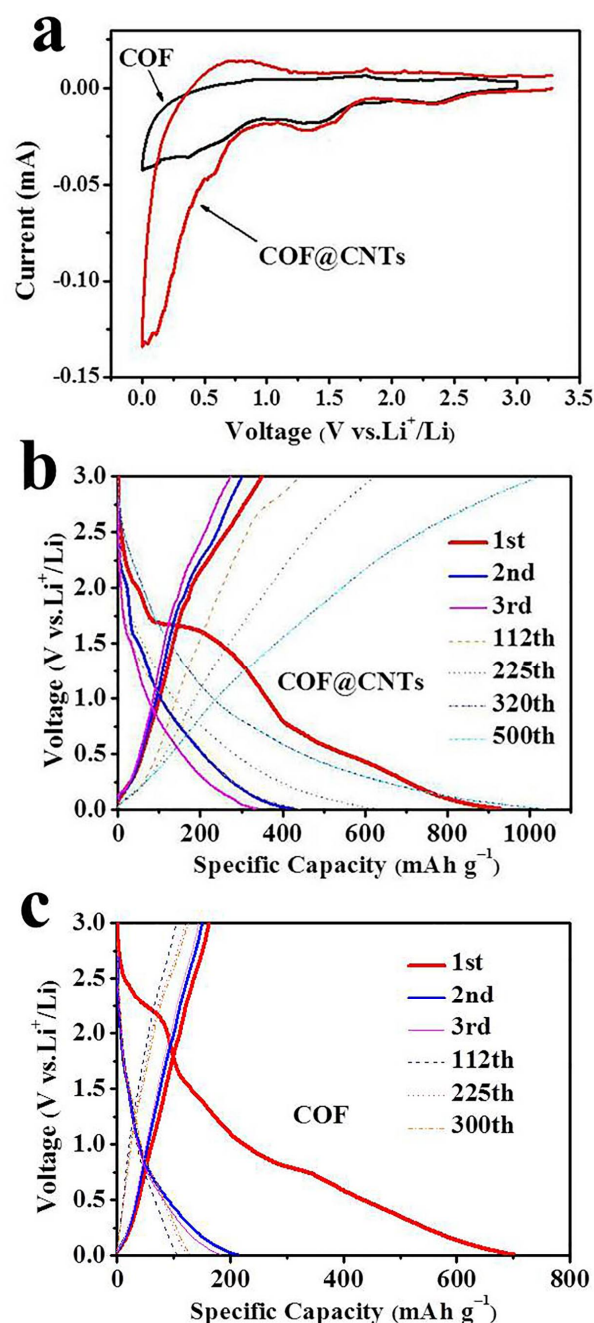 a
COF
COF@CNTs
0.00
-0.05
-0.10
-0.15
Current (mA)
0.0 0.5 1.0 1.5 2.0 2.5 3.0 3.5
Voltage (V vs.Li⁺/Li)
b
3.0
2.5
2.0
1.5
1.0
0.5
0.0
Voltage (V vs.Li⁺/Li)
1st
2nd
3rd
112th
225th
320th
500th
COF@CNTs
0 200 400 600 800 1000
Specific Capacity (mAh g⁻¹)
c
3.0
2.5
2.0
1.5
1.0
0.5
0.0
Voltage (V vs.Li⁺/Li)
1st
2nd
3rd
112th
225th
300th
COF
0 200 400 600 800
Specific Capacity (mAh g⁻¹)